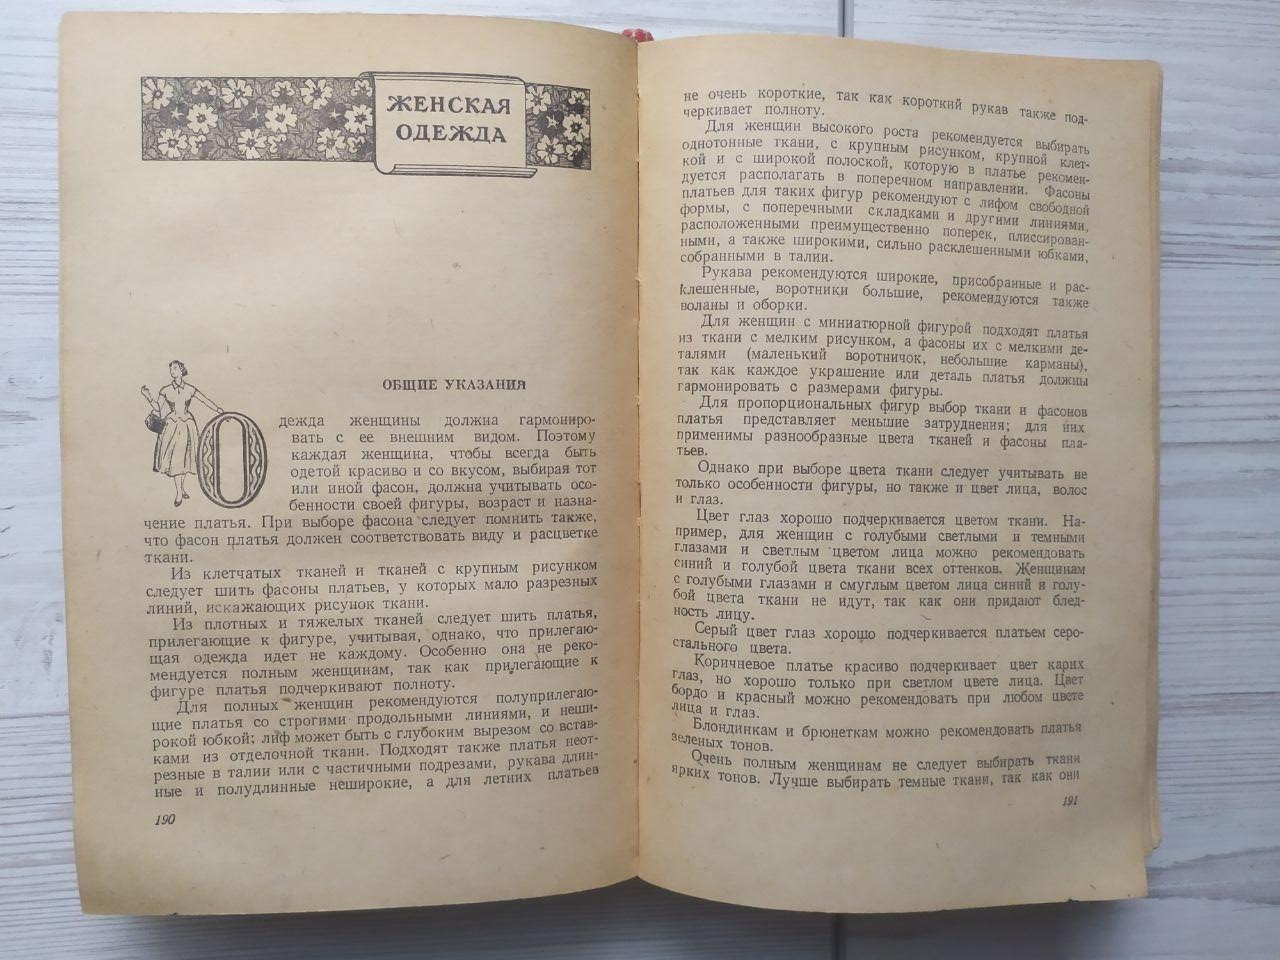 ЖЕНСКАЯ
ОДЕЖДА
ОБЩИЕ УКАЗАНИЯ
Одежда женщины должна гармониро-
вать с ее внешним видом. Поэтому
каждая женщина, чтобы всегда быть
одетой красиво и со вкусом, выбирая тот
или иной фасон, должна учитывать осо-
бенности своей фигуры, возраст и назна-
чение платья. При выборе фасона следует помнить также,
что фасон платья должен соответствовать виду и расцветке
ткани.
Из клетчатых тканей и тканей с крупным рисунком
следует шить фасоны платьев, у которых мало разрезных
линий, искажающих рисунок ткани.
Из плотных и тяжелых тканей следует шить платья,
прилегающие к фигуре, учитывая, однако, что прилегаю-
щая одежда идет не каждому. Особенно она не реко-
мендуется полным женщинам, так как прилегающие к
фигуре платья подчеркивают полноту.
Для полных женщин рекомендуются полуприлегаю-
щие платья со строгими продольными линиями, и неши-
рокой юбкой; лиф может быть с глубоким вырезом со встав-
ками из отделочной ткани. Подходят также платья неот-
резные в талии или с частичными подрезами, рукава длин-
ные и полудлинные неширокие, а для летних платьев
190
не очень короткие, так как короткий рукав также под-
черкивает полноту.
Для женщин высокого роста рекомендуется выбирать
однотонные ткани, с крупным рисунком, крупной клет-
кой и с широкой полоской, которую в платье рекомен-
дуется располагать в поперечном направлении. Фасоны
платьев для таких фигур рекомендуют с лифом свободной
формы, с поперечными складками и другими линиями,
расположенными преимущественно поперек, плиссирован-
ными, а также широкими, сильно расклешенными юбками,
собранными в талии.
Рукава рекомендуются широкие, присобранные и рас-
клешенные, воротники большие, рекомендуются также
воланы и оборки.
Для женщин с миниатюрной фигурой подходят платья
из ткани с мелким рисунком, а фасоны их с мелкими де-
талями (маленький воротничок, небольшие карманы),
так как каждое украшение или деталь платья должны
гармонировать с размерами фигуры.
Для пропорциональных фигур выбор ткани и фасонов
платья представляет меньшие затруднения; для них
применимы разнообразные цвета тканей и фасоны пла-
тьев.
Однако при выборе цвета ткани следует учитывать не
только особенности фигуры, но также и цвет лица, волос
и глаз.
Цвет глаз хорошо подчеркивается цветом ткани. На-
пример, для женщин с голубыми светлыми и темными
глазами и светлым цветом лица можно рекомендовать
синий и голубой цвета ткани всех оттенков. Женщинам
с голубыми глазами и смуглым цветом лица синий и голу-
бой цвета ткани не идут, так как они придают блед-
ность лицу.
Серый цвет глаз хорошо подчеркивается платьем серо-
стального цвета.
Коричневое платье красиво подчеркивает цвет карих
глаз, но хорошо только при светлом цвете лица. Цвет
бордо и красный можно рекомендовать при любом цвете
лица и глаз.
Блондинкам и брюнеткам можно рекомендовать платья
зеленых тонов.
Очень полным женщинам не следует выбирать ткани
ярких тонов. Лучше выбирать темные ткани, так как они
191